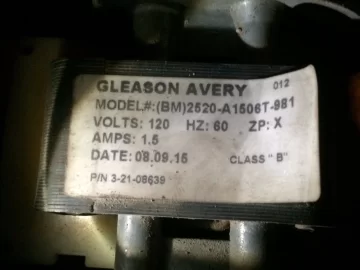 GLEASON AVERY 012
MODEL#:(BM)2520-A1506T-981
VOLTS: 120 HZ: 60 ZP: X
AMPS: 1.5
DATE: 08.09.15 CLASS "B"
P/N 3-21-08639